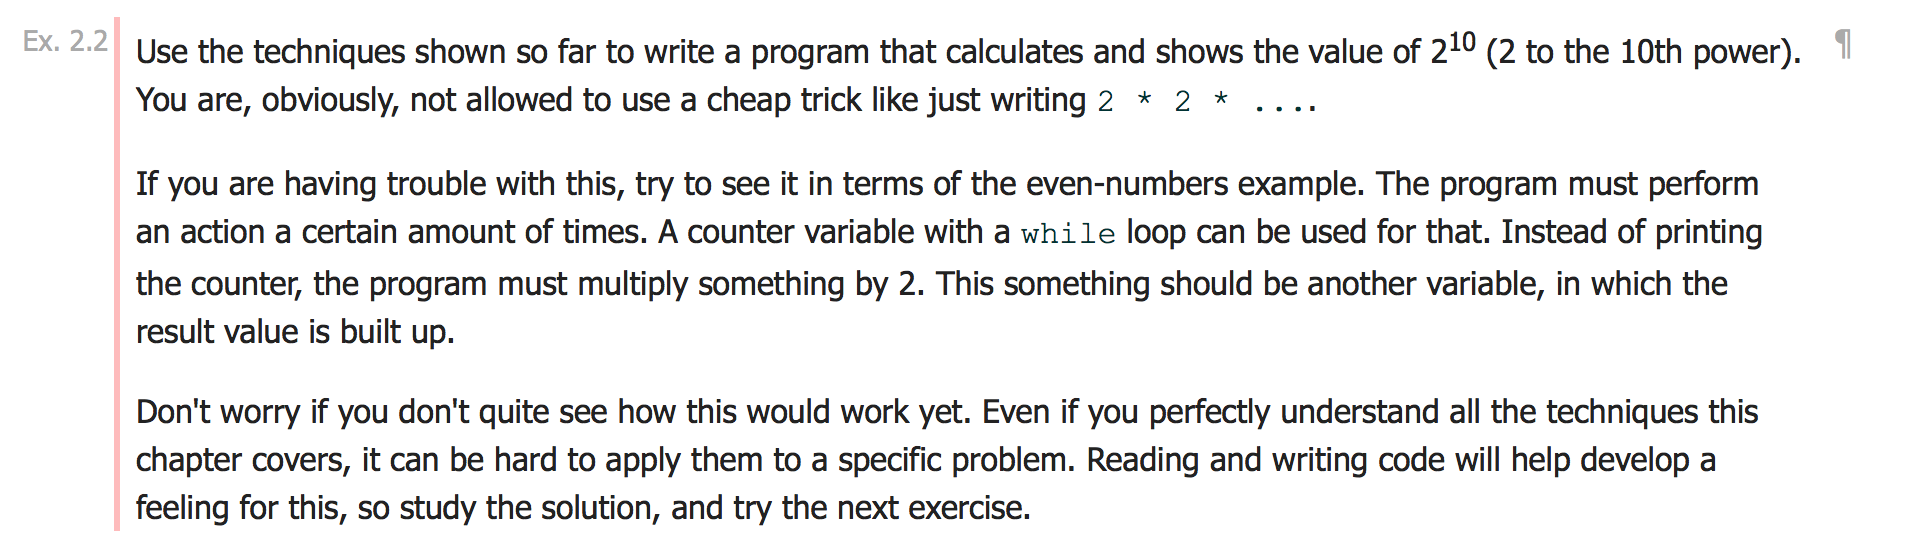 Ex. 2.2
Use the techniques shown so far to write a program that calculates and shows the value of 2¹⁰ (2 to the 10th power). ¶
You are, obviously, not allowed to use a cheap trick like just writing 2 * 2 * ....
If you are having trouble with this, try to see it in terms of the even-numbers example. The program must perform
an action a certain amount of times. A counter variable with a while loop can be used for that. Instead of printing
the counter, the program must multiply something by 2. This something should be another variable, in which the
result value is built up.
Don't worry if you don't quite see how this would work yet. Even if you perfectly understand all the techniques this
chapter covers, it can be hard to apply them to a specific problem. Reading and writing code will help develop a
feeling for this, so study the solution, and try the next exercise.